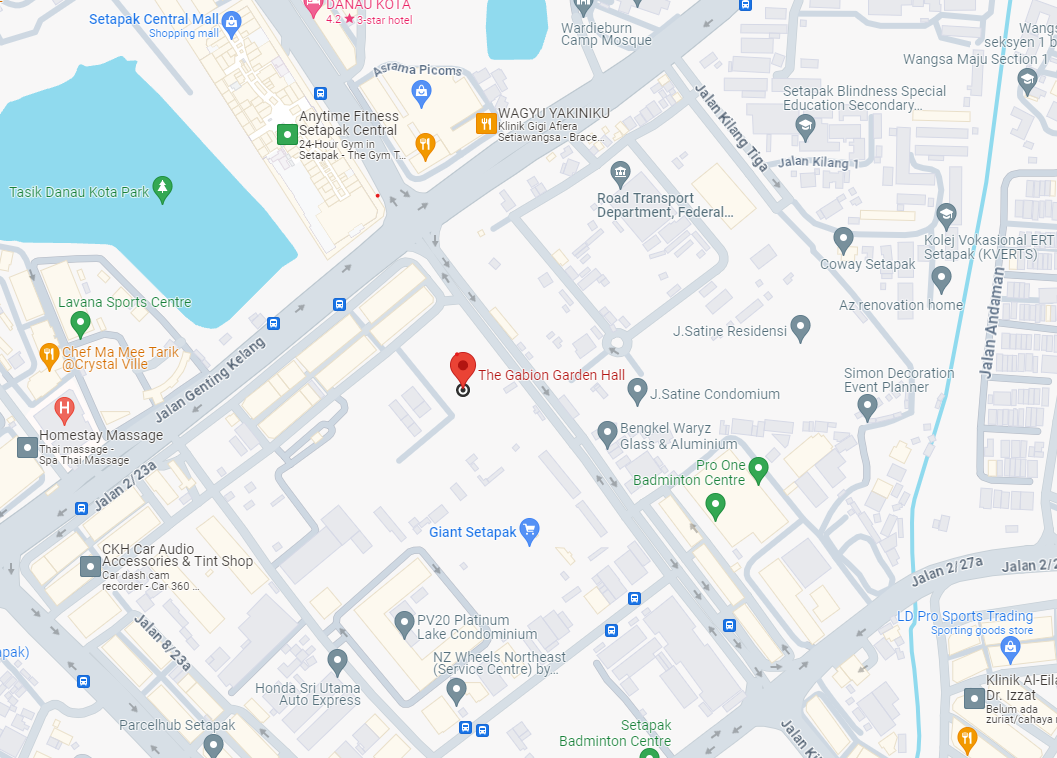 DANAU KOTA
4.2 ★ 3-star hotel
Setapak Central Mall
Shopping mall
Wardieburn
Camp Mosque
Wangs
seksyen 1 b
Wangsa Maju Section 1
Asrama Picoms
Setapak Blindness Special
Education Secondary...
Jalan Kilang Tiga
Anytime Fitness
Setapak Central
24-Hour Gym in
Setapak - The Gym T...
WAGYU YAKINIKU
Klinik Gigi Afiera
Setiawangsa - Brace...
Jalan Kilang 1
Tasik Danau Kota Park
Road Transport
Department, Federal...
Kolej Vokasional ERT
Setapak (KVERTS)
Coway Setapak
Az renovation home
Jalan Andaman
Lavana Sports Centre
J.Satine Residensi
Chef Ma Mee Tarik
@Crystal Ville
Jalan Genting Kelang
The Gabion Garden Hall
J.Satine Condomium
Simon Decoration
Event Planner
H
Homestay Massage
Thai massage -
Spa Thai Massage
Bengkel Waryz
Glass & Aluminium
Pro One
Badminton Centre
Jalan 2/23a
Giant Setapak
CKH Car Audio
Accessories & Tint Shop
Car dash cam
recorder - Car 360 ...
Jalan 2/27a
Jalan 2/2
Jalan 8/23a
PV20 Platinum
Lake Condominium
LD Pro Sports Trading
Sporting goods store
apak)
NZ Wheels Northeast
(Service Centre) by...
Honda Sri Utama
Auto Express
Klinik Al-Eila
Dr. Izzat
Belum ada
zuriat/cahaya
Parcelhub Setapak
Setapak
Badminton Centre
Jalan Ki